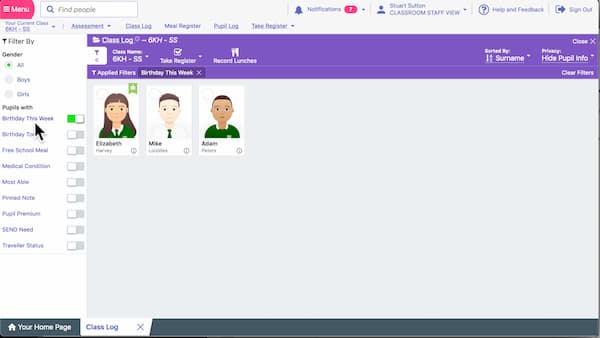 Menu
Find people
Notifications 7
Stuart Sutton
CLASSROOM STAFF VIEW
Help and Feedback
Sign Out
Your Current Class
6KH - SS
Assessment
Class Log
Meal Register
Pupil Log
Take Register
Filter By
Gender
All
Boys
Girls
Pupils with
Birthday This Week
Birthday To
Free School Meal
Medical Condition
Most Able
Pinned Note
Pupil Premium
SEND Need
Traveller Status
Class Log – 6KH - SS
Close
Class Name:
6KH - SS
Take Register
Record Lunches
Sorted By:
Surname
Privacy:
Hide Pupil Info
Applied Filters
Birthday This Week
Clear Filters
Elizabeth
Harvey
Mike
Adam
Peters
Your Home Page
Class Log